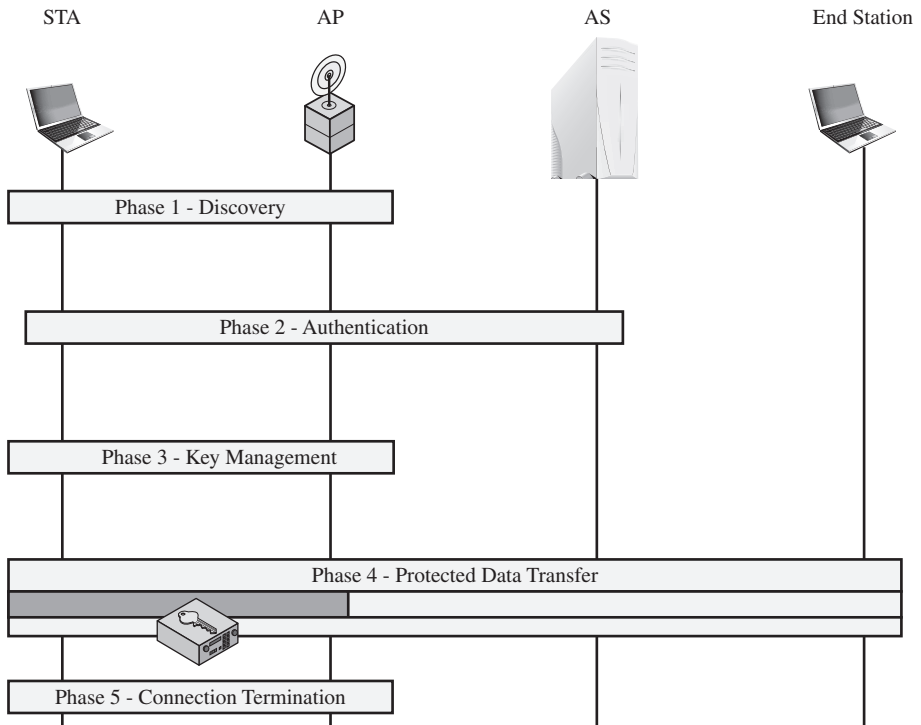 STA AP AS End Station
Phase 1 - Discovery
Phase 2 - Authentication
Phase 3 - Key Management
Phase 4 - Protected Data Transfer
Phase 5 - Connection Termination